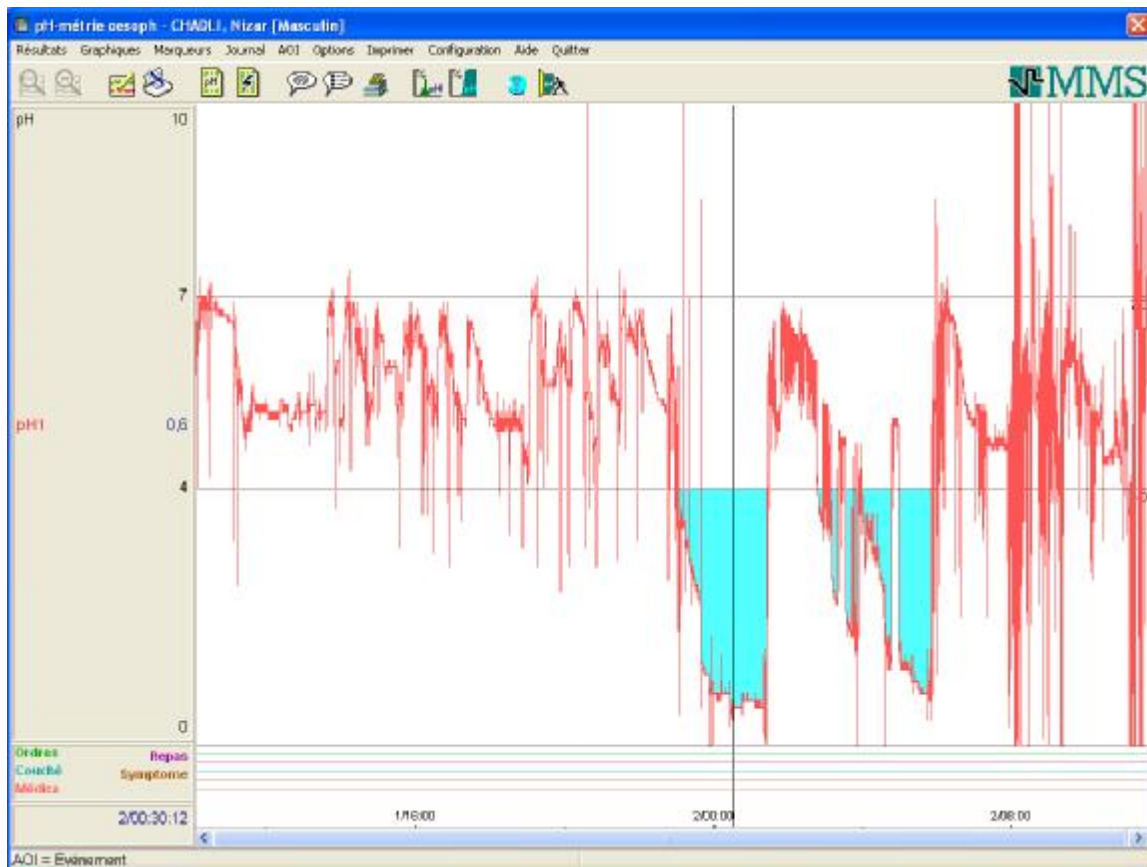 pH-métrie oesoph - CHADLI, Nizar [Masculin]
Résultats Graphiques Marqueurs Journal AOI Options Imprimer Configuration Aide Quitter
MMS
pH 10
7
pH1 0,6
4
0
Ordres Repas
Couché Symptome
Médica
2/00:30:12 1/16:00 2/00:00 2/08:00
AOI = Evènement